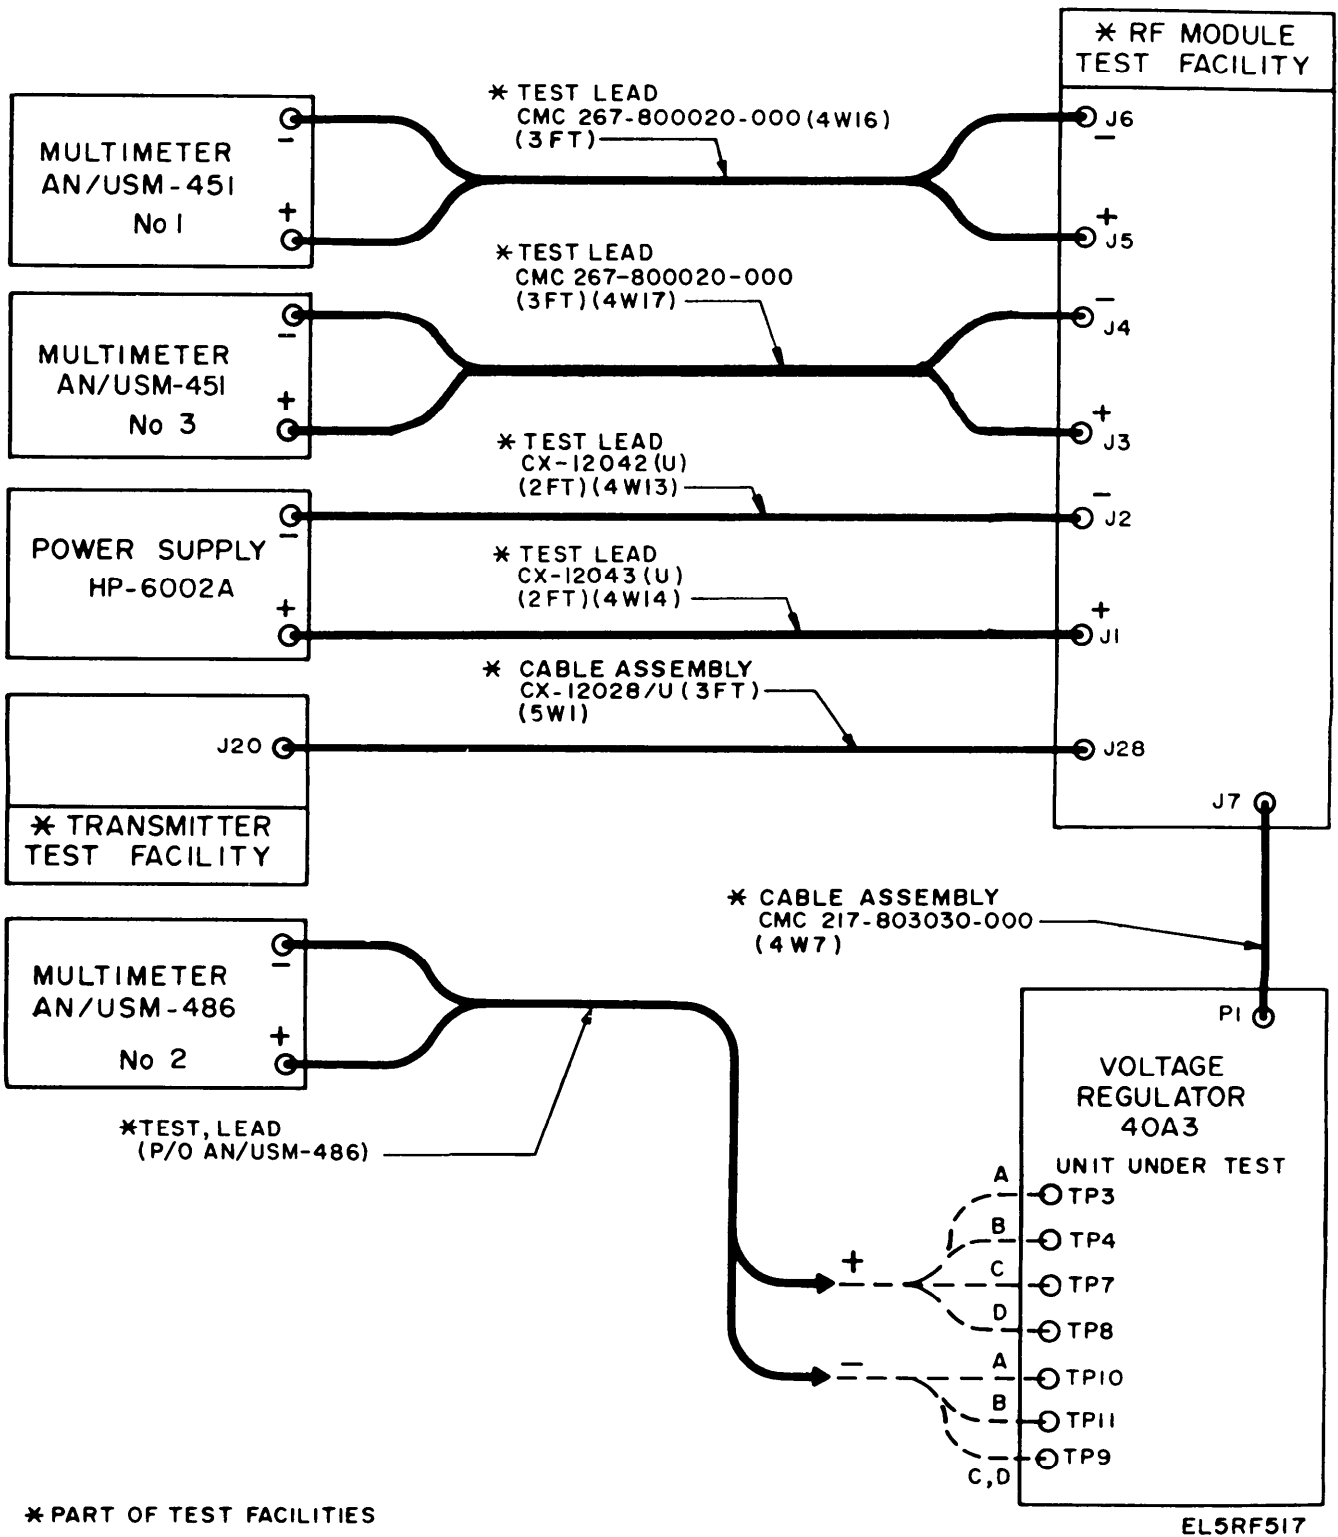 * RF MODULE
TEST FACILITY
* TEST LEAD
CMC 267-800020-000 (4W16)
(3FT)
MULTIMETER
AN/USM-451
No 1
-
+
J6
-
+
J5
* TEST LEAD
CMC 267-800020-000
(3FT)(4W17)
MULTIMETER
AN/USM-451
No 3
-
+
-
J4
+
J3
* TEST LEAD
CX-12042(U)
(2FT)(4W13)
POWER SUPPLY
HP-6002A
-
+
-
J2
* TEST LEAD
CX-12043(U)
(2FT)(4W14)
+
J1
* CABLE ASSEMBLY
CX-12028/U(3FT)
(5W1)
J20
J28
* TRANSMITTER
TEST FACILITY
J7
* CABLE ASSEMBLY
CMC 217-803030-000
(4W7)
MULTIMETER
AN/USM-486
No 2
-
+
*TEST, LEAD
(P/O AN/USM-486)
P1
VOLTAGE
REGULATOR
40A3
UNIT UNDER TEST
A TP3
B TP4
+ C TP7
D TP8
- A TP10
B TP11
C,D TP9
* PART OF TEST FACILITIES
EL5RF517